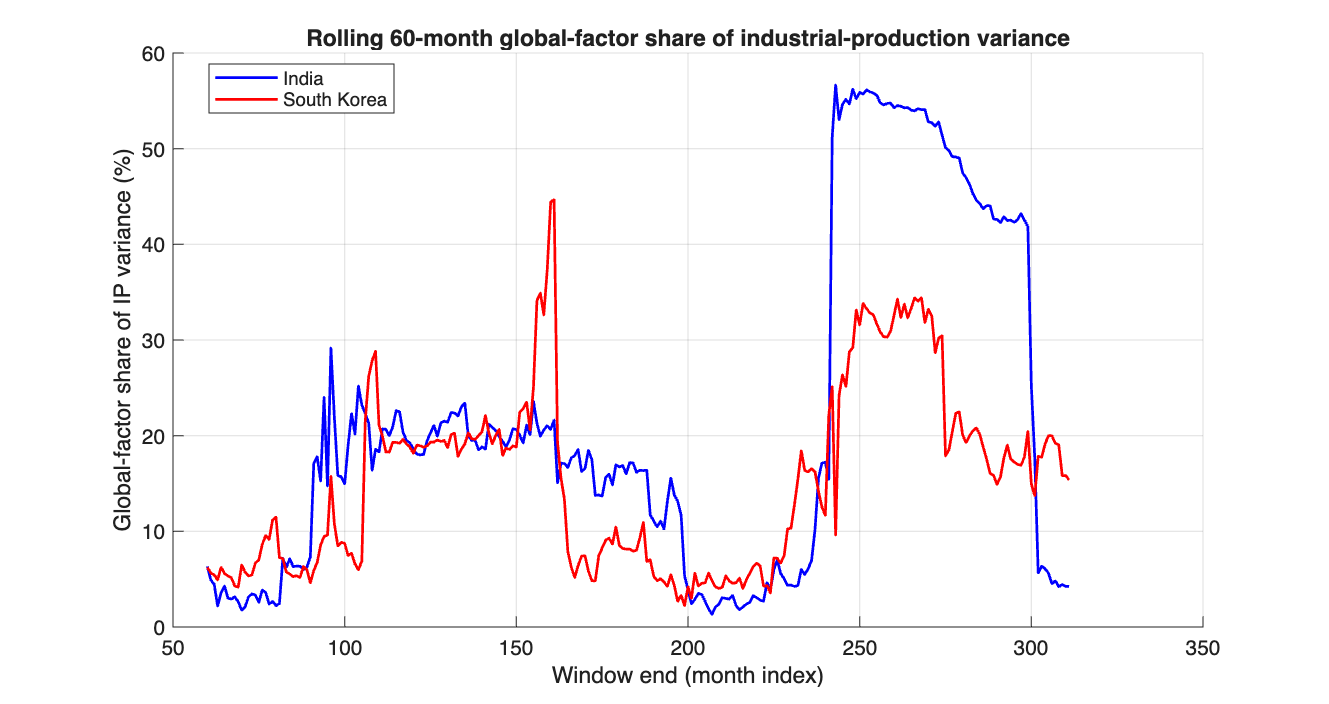 Rolling 60-month global-factor share of industrial-production variance
India
South Korea
Global-factor share of IP variance (%)
60
50
40
30
20
10
0
50
100
150
200
250
300
350
Window end (month index)